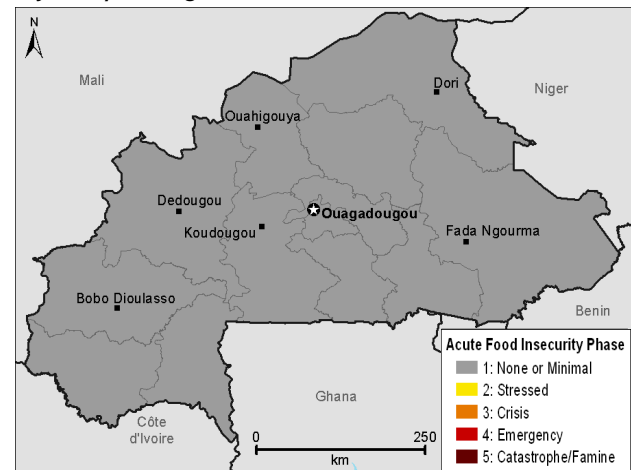 N
Mali
Niger
Dori
Ouahigouya
Dedougou
Ouagadougou
Koudougou
Fada Ngourma
Bobo Dioulasso
Benin
Ghana
Côte
d'Ivoire
0 250
km
Acute Food Insecurity Phase
1: None or Minimal
2: Stressed
3: Crisis
4: Emergency
5: Catastrophe/Famine